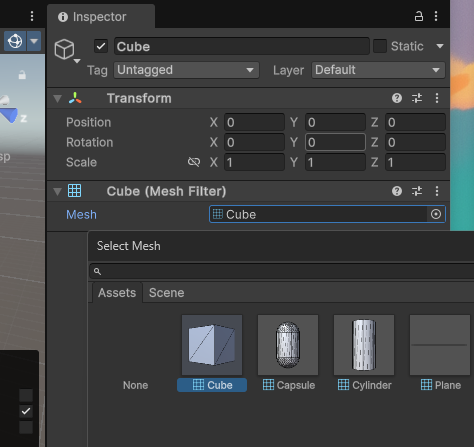 Inspector
Cube
Static
Tag Untagged Layer Default
Transform
Position X 0 Y 0 Z 0
Rotation X 0 Y 0 Z 0
Scale X 1 Y 1 Z 1
Cube (Mesh Filter)
Mesh Cube
Select Mesh
Assets Scene
None Cube Capsule Cylinder Plane
z
sp